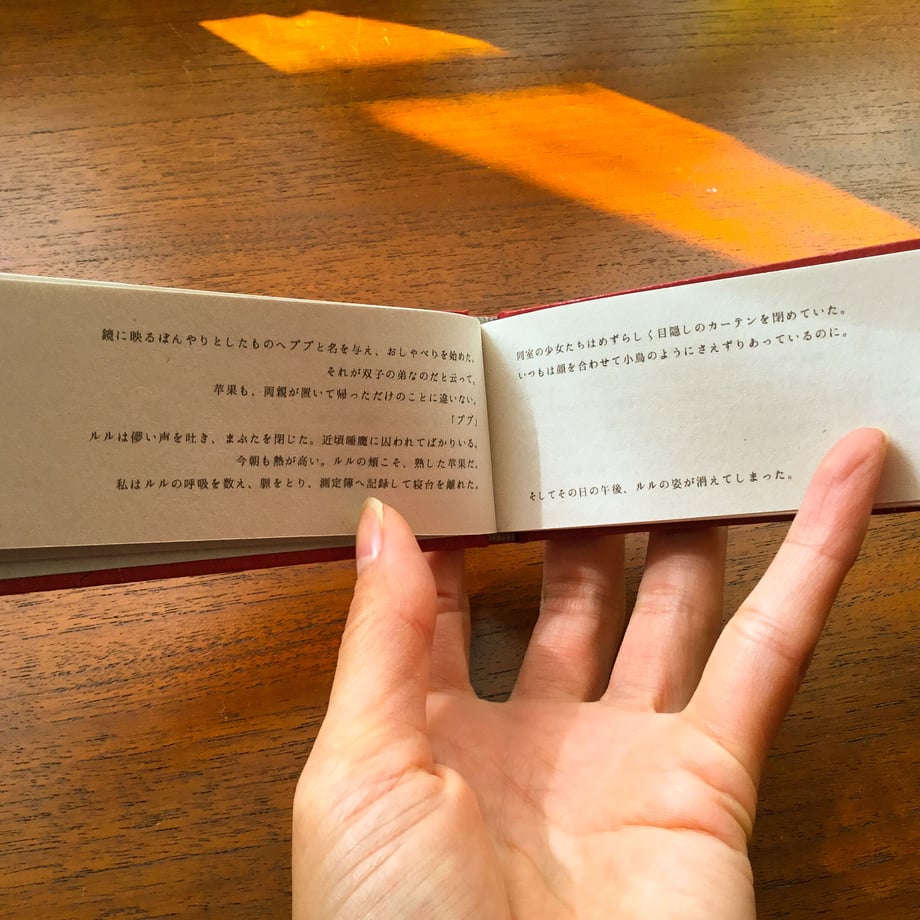 鏡に映るぼんやりとしたものへププと名を与え、おしゃべりを始めた。
それが双子の弟なのだと云って。
苹果も、両親が置いて帰っただけのことに違いない。
「ププ」
ルルは儚い声を吐き、まぶたを閉じた。近頃睡魔に囚われてばかりいる。
今朝も熱が高い。ルルの頰こそ、熟した苹果だ。
私はルルの呼吸を数え、脈をとり、測定簿へ記録して寝台を離れた。
同室の少女たちはめずらしく目隠しのカーテンを閉めていた。
いつもは顔を合わせて小鳥のようにさえずりあっているのに。
そしてその日の午後、ルルの姿が消えてしまった。